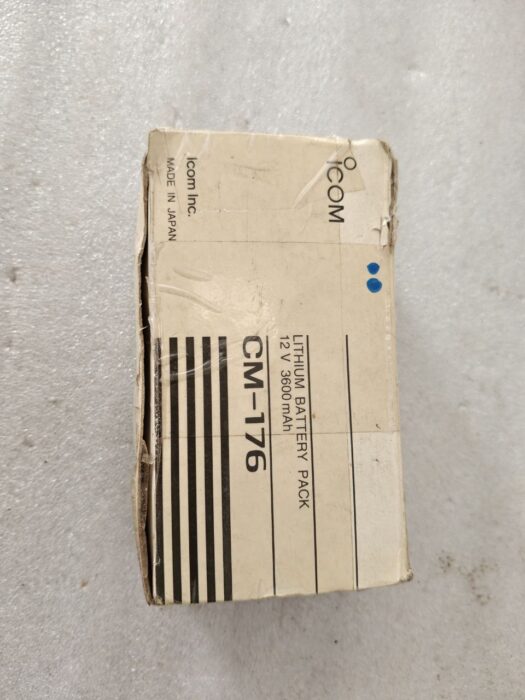 ICOM
LITHIUM BATTERY PACK
12 V 3600 mAh
CM-176
Icom Inc.
MADE IN JAPAN